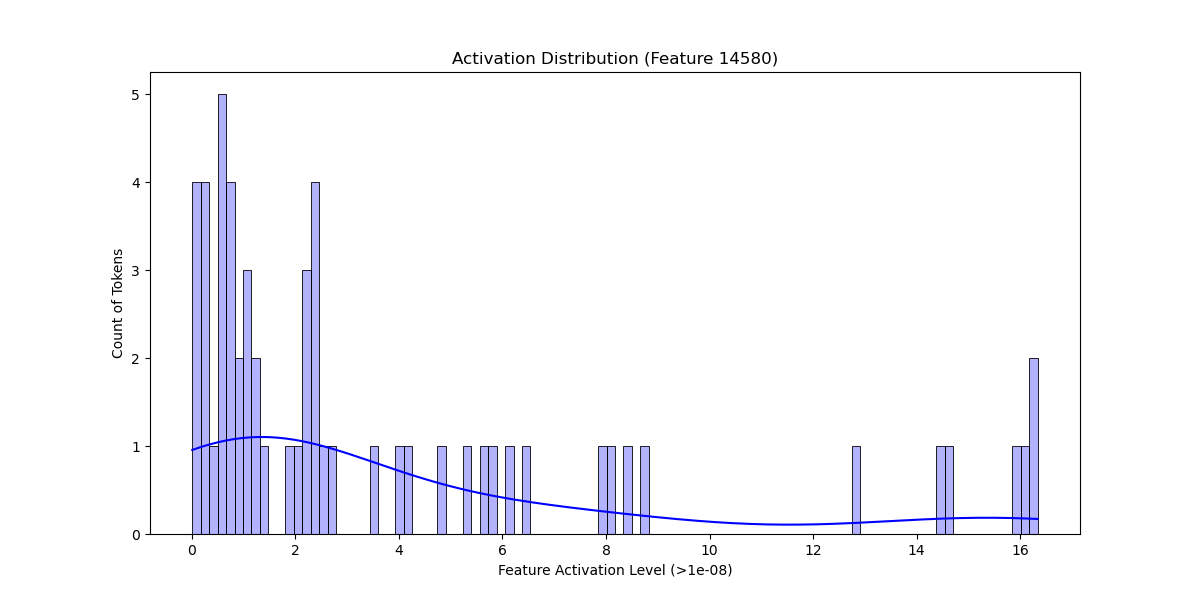 Activation Distribution (Feature 14580)
5
4
3
2
1
0
Count of Tokens
0 2 4 6 8 10 12 14 16
Feature Activation Level (>1e-08)